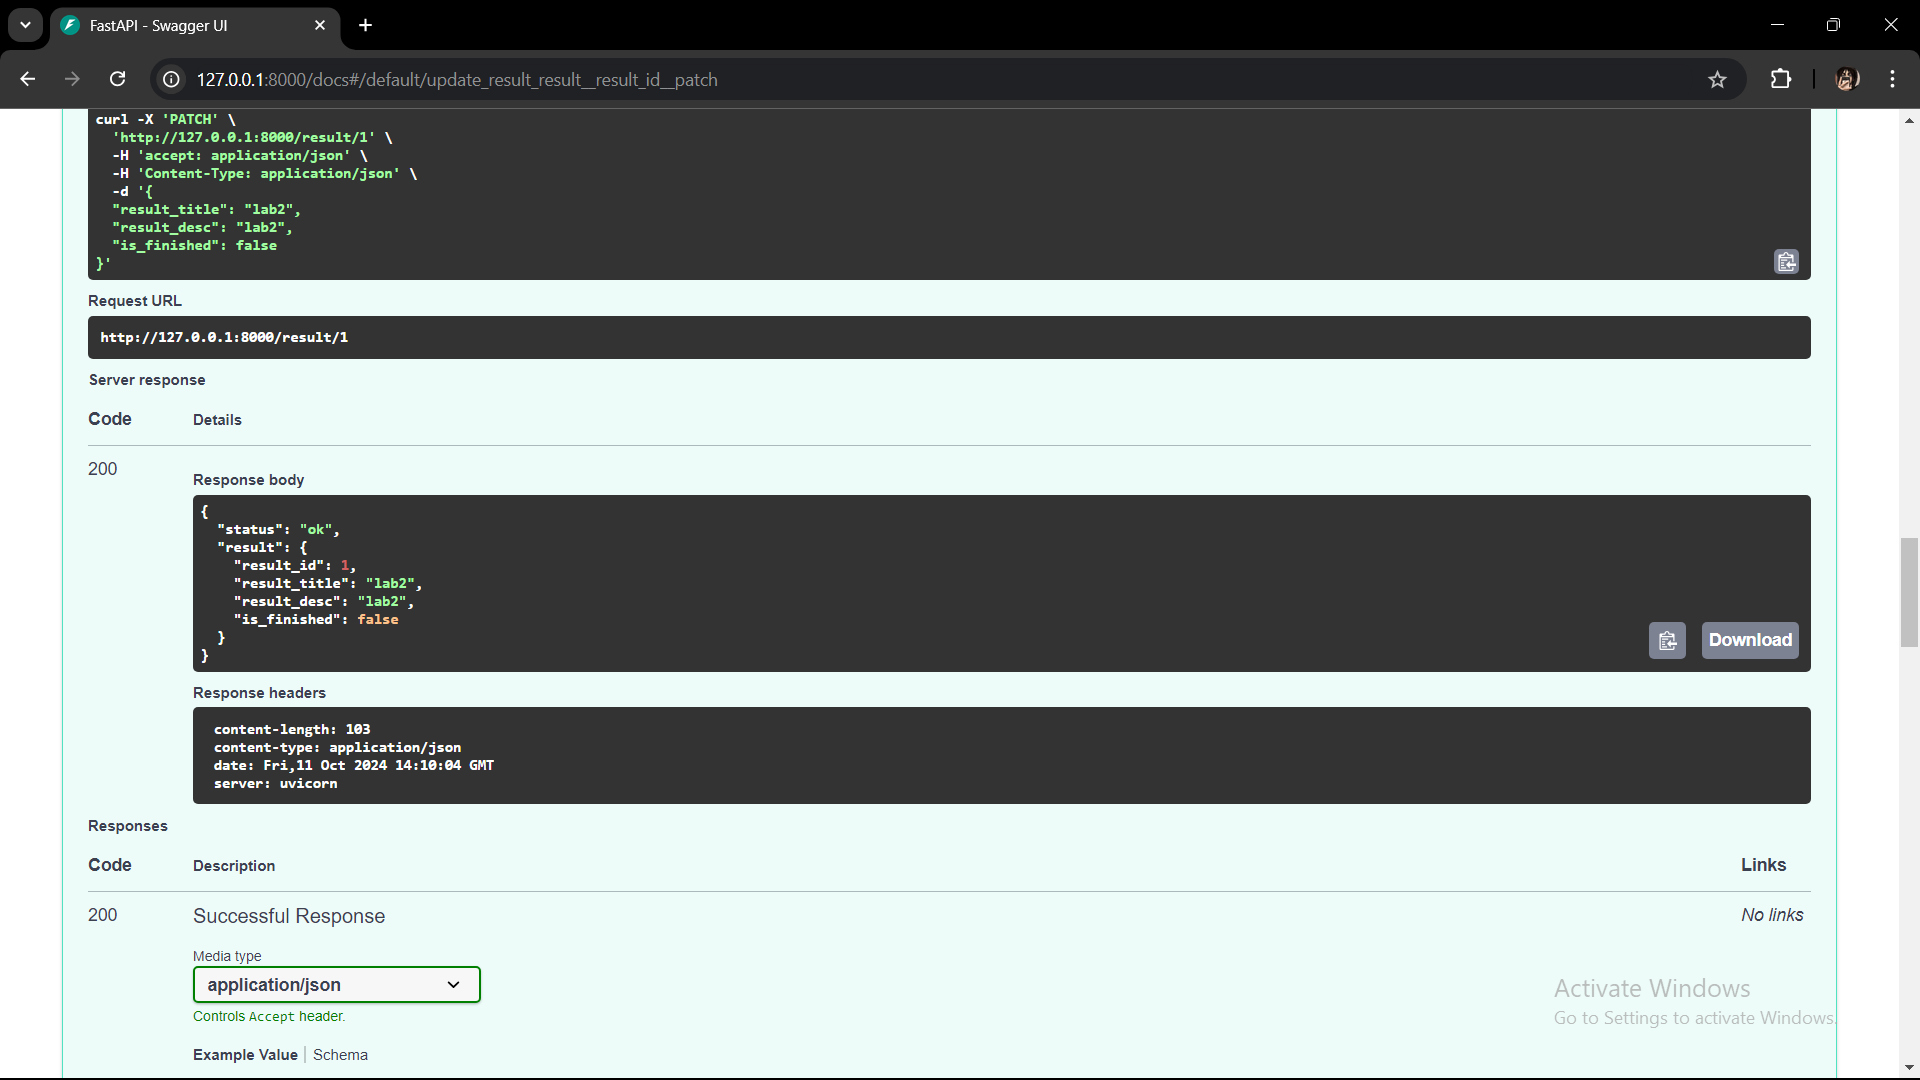 FastAPI - Swagger UI
127.0.0.1:8000/docs#/default/update_result_result__result_id__patch
curl -X 'PATCH' \
'http://127.0.0.1:8000/result/1' \
-H 'accept: application/json' \
-H 'Content-Type: application/json' \
-d '{
"result_title": "lab2",
"result_desc": "lab2",
"is_finished": false
}'
Request URL
http://127.0.0.1:8000/result/1
Server response
Code Details
200
Response body
{
"status": "ok",
"result": {
"result_id": 1,
"result_title": "lab2",
"result_desc": "lab2",
"is_finished": false
}
}
Download
Response headers
content-length: 103
content-type: application/json
date: Fri,11 Oct 2024 14:10:04 GMT
server: uvicorn
Responses
Code Description Links
200 Successful Response No links
Media type
application/json
Controls Accept header.
Example Value Schema
Activate Windows
Go to Settings to activate Windows.